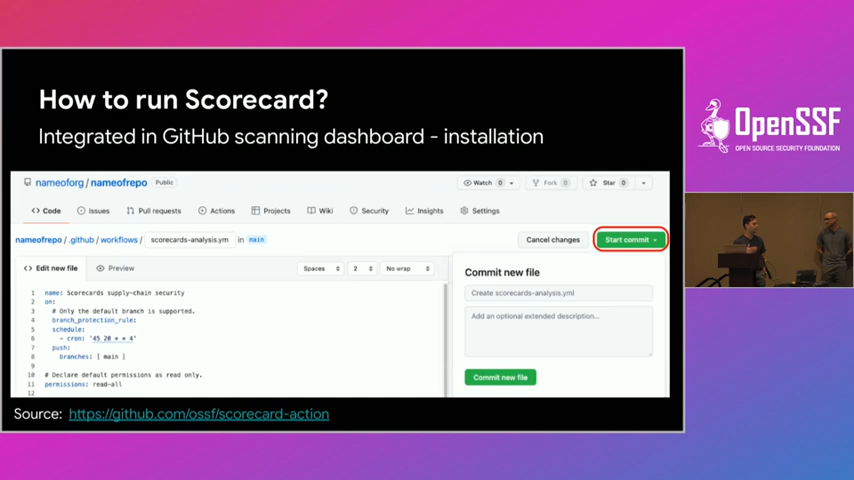 How to run Scorecard?
Integrated in GitHub scanning dashboard - installation
nameoforg / nameofrepo Public
Watch 0 Fork 0 Star 0
Code Issues Pull requests Actions Projects Wiki Security Insights Settings
nameofrepo / .github / workflows / scorecards-analysis.yml in main
Cancel changes Start commit
Edit new file Preview
Spaces 2 No wrap
1 name: Scorecards supply-chain security
2 on:
3 # Only the default branch is supported.
4 branch_protection_rule:
5 schedule:
6 - cron: '45 20 * * 4'
7 push:
8 branches: [ main ]
9
10 # Declare default permissions as read only.
11 permissions: read-all
12
Commit new file
Create scorecards-analysis.yml
Add an optional extended description...
Commit new file
Source: https://github.com/ossf/scorecard-action
OpenSSF
OPEN SOURCE SECURITY FOUNDATION